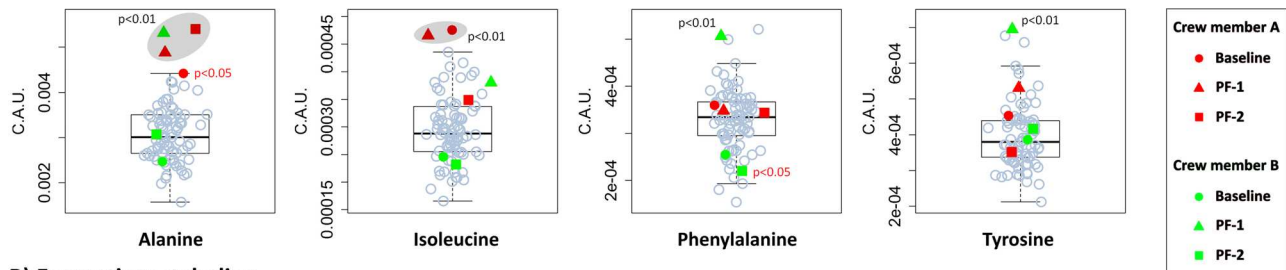 p<0.01
p<0.05
C.A.U.
0.004
0.002
Alanine
p<0.01
C.A.U.
0.00045
0.00030
0.00015
Isoleucine
p<0.01
p<0.05
C.A.U.
4e-04
2e-04
Phenylalanine
p<0.01
C.A.U.
6e-04
4e-04
2e-04
Tyrosine
Crew member A
Baseline
PF-1
PF-2
Crew member B
Baseline
PF-1
PF-2